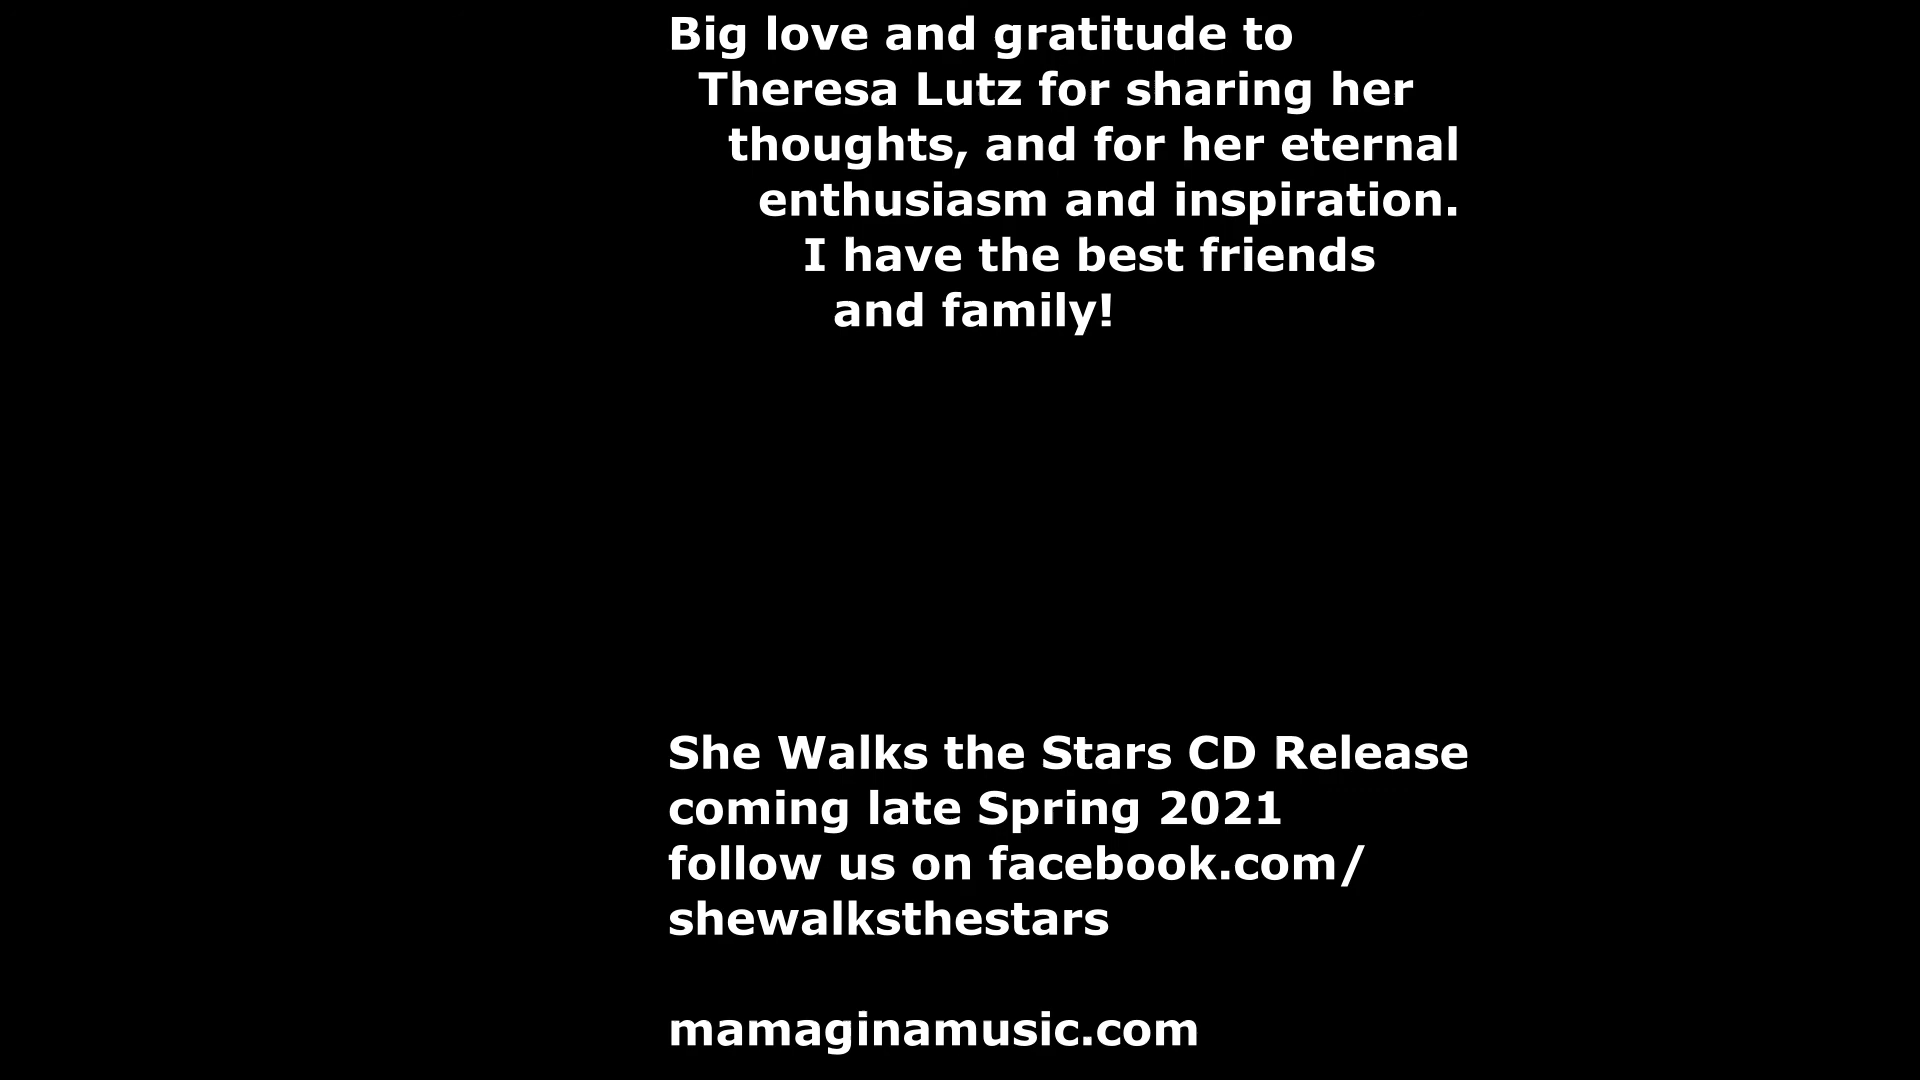 Big love and gratitude to
Theresa Lutz for sharing her
thoughts, and for her eternal
enthusiasm and inspiration.
I have the best friends
and family!
She Walks the Stars CD Release
coming late Spring 2021
follow us on facebook.com/
shewalksthestars
mamaginamusic.com